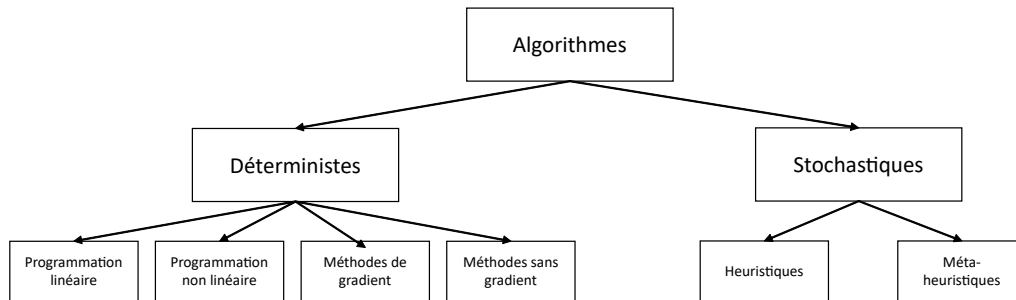 Algorithmes
Déterministes
Stochastiques
Programmation
linéaire
Programmation
non linéaire
Méthodes de
gradient
Méthodes sans
gradient
Heuristiques
Méta-
heuristiques